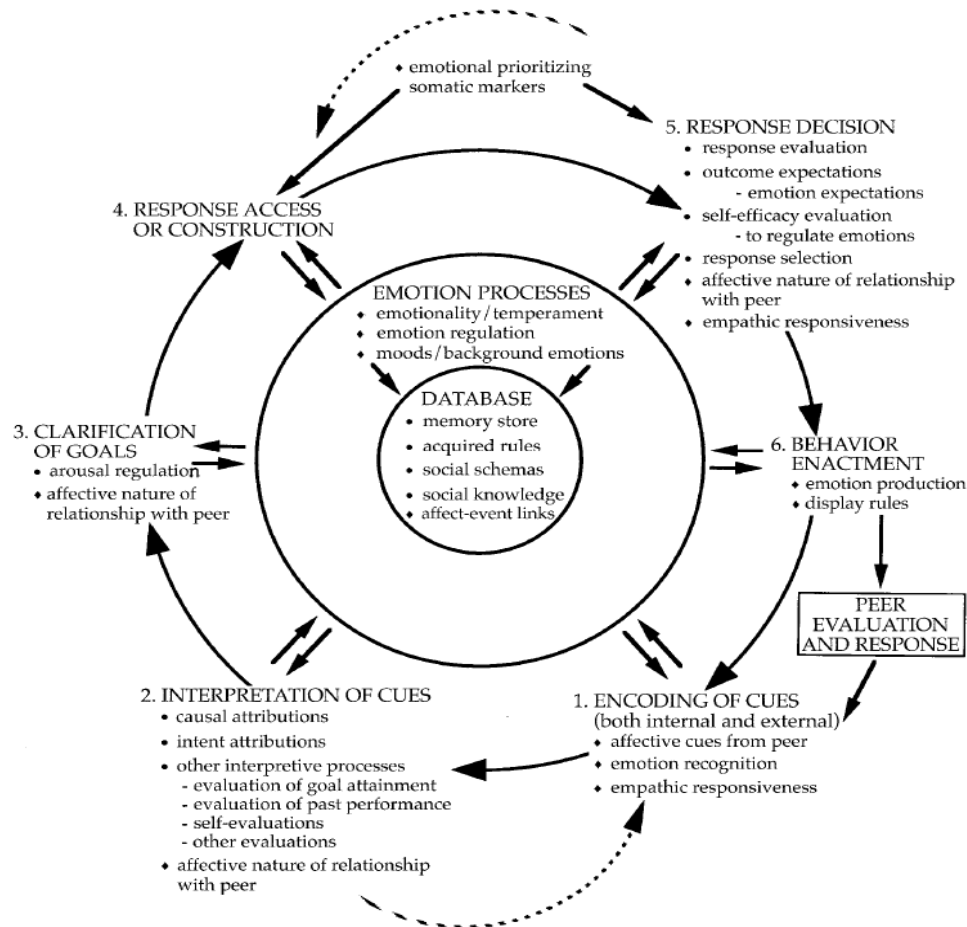 ♦ emotional prioritizing
somatic markers
5. RESPONSE DECISION
• response evaluation
• outcome expectations
- emotion expectations
• self-efficacy evaluation
- to regulate emotions
• response selection
♦ affective nature of relationship
with peer
♦ empathic responsiveness
4. RESPONSE ACCESS
OR CONSTRUCTION
EMOTION PROCESSES
♦ emotionality/temperament
♦ emotion regulation
♦ moods/background emotions
DATABASE
• memory store
• acquired rules
• social schemas
• social knowledge
♦ affect-event links
3. CLARIFICATION
OF GOALS
• arousal regulation
♦ affective nature of
relationship with peer
6. BEHAVIOR
ENACTMENT
♦ emotion production
♦ display rules
PEER
EVALUATION
AND RESPONSE
2. INTERPRETATION OF CUES
• causal attributions
• intent attributions
• other interpretive processes
- evaluation of goal attainment
- evaluation of past performance
- self-evaluations
- other evaluations
♦ affective nature of relationship
with peer
1. ENCODING OF CUES
(both internal and external)
♦ affective cues from peer
♦ emotion recognition
♦ empathic responsiveness